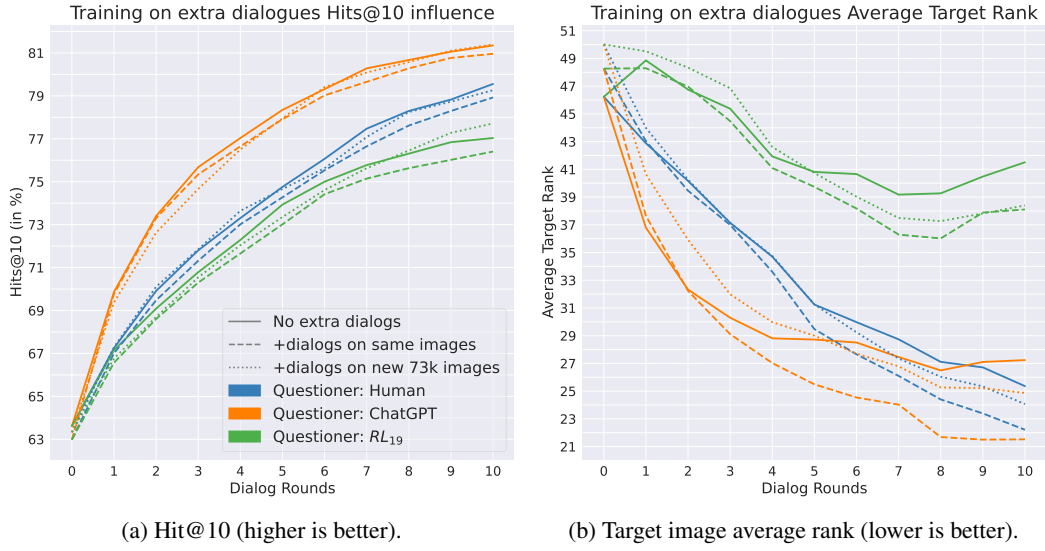 Training on extra dialogues Hits@10 influence
Hits@10 (in %)
81
79
77
75
73
71
69
67
65
63
0 1 2 3 4 5 6 7 8 9 10
Dialog Rounds
No extra dialogs
+dialogs on same images
+dialogs on new 73k images
Questioner: Human
Questioner: ChatGPT
Questioner: RL₁₉
(a) Hit@10 (higher is better).
Training on extra dialogues Average Target Rank
Average Target Rank
51
49
47
45
43
41
39
37
35
33
31
29
27
25
23
21
0 1 2 3 4 5 6 7 8 9 10
Dialog Rounds
(b) Target image average rank (lower is better).